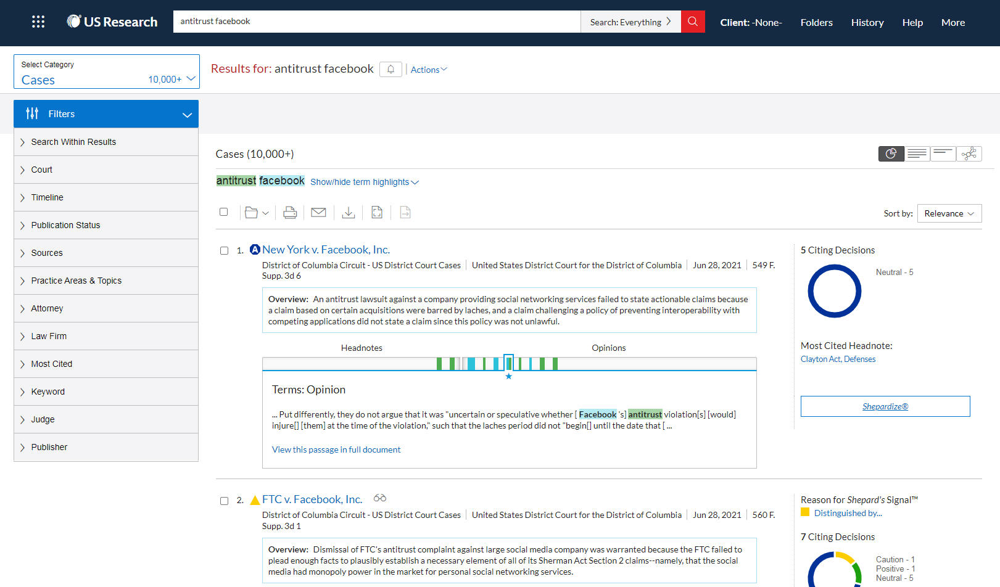 US Research
antitrust facebook
Search: Everything
Client: -None-
Folders
History
Help
More
Select Category
Cases
10,000+
Results for: antitrust facebook
Actions
Filters
Search Within Results
Court
Timeline
Publication Status
Sources
Practice Areas & Topics
Attorney
Law Firm
Most Cited
Keyword
Judge
Publisher
Cases (10,000+)
antitrust facebook Show/hide term highlights
Sort by: Relevance
1. A New York v. Facebook, Inc.
District of Columbia Circuit - US District Court Cases United States District Court for the District of Columbia Jun 28, 2021 549 F.
Supp. 3d 6
Overview: An antitrust lawsuit against a company providing social networking services failed to state actionable claims because
a claim based on certain acquisitions were barred by laches, and a claim challenging a policy of preventing interoperability with
competing applications did not state a claim since this policy was not unlawful.
Headnotes
Opinions
Terms: Opinion
... Put differently, they do not argue that it was "uncertain or speculative whether [ Facebook 's] antitrust violation[s] [would]
injure[] [them] at the time of the violation," such that the laches period did not "begin[] until the date that [ ...
View this passage in full document
5 Citing Decisions
Neutral - 5
Most Cited Headnote:
Clayton Act, Defenses
Shepardize®
2. FTC v. Facebook, Inc.
District of Columbia Circuit - US District Court Cases United States District Court for the District of Columbia Jun 28, 2021 560 F.
Supp. 3d 1
Overview: Dismissal of FTC's antitrust complaint against large social media company was warranted because the FTC failed to
plead enough facts to plausibly establish a necessary element of all of its Sherman Act Section 2 claims--namely, that the social
media had monopoly power in the market for personal social networking services.
Reason for Shepard's Signal™
Distinguished by...
7 Citing Decisions
Caution - 1
Positive - 1
Neutral - 5